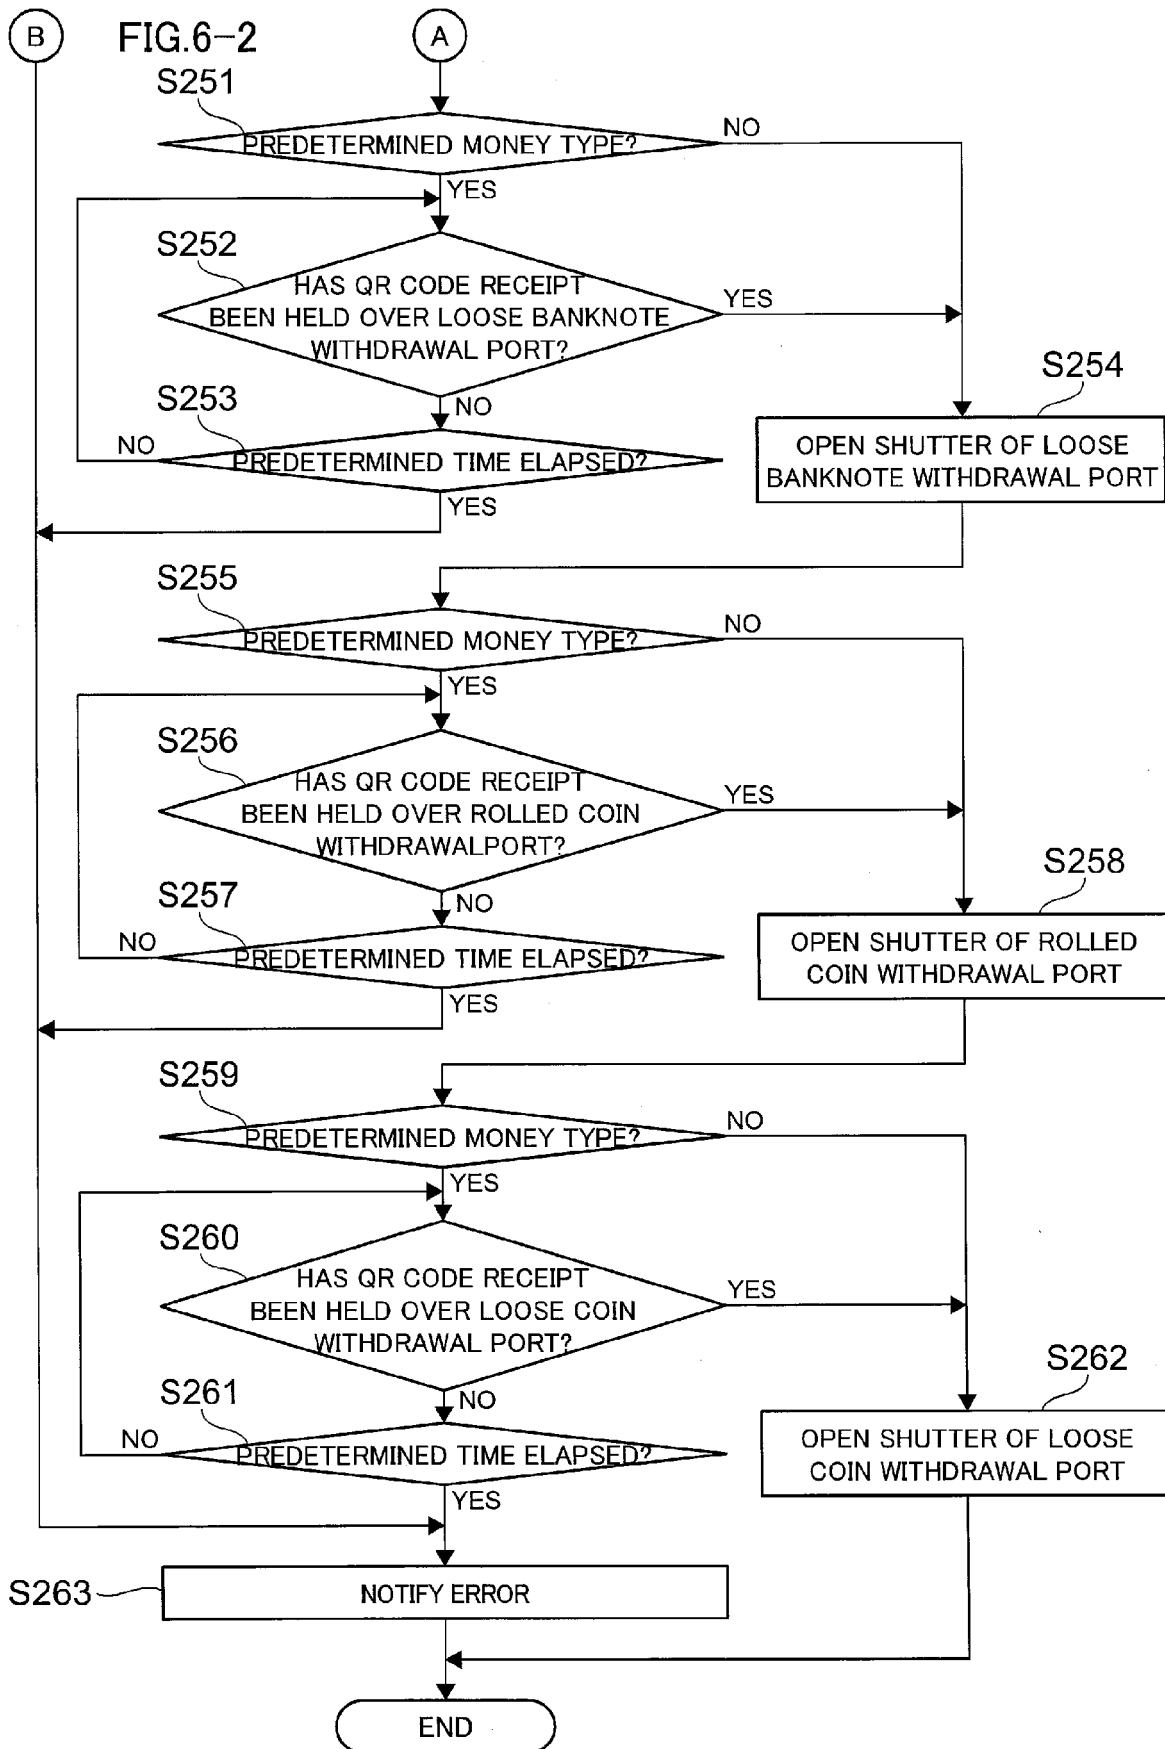 B
FIG.6-2
A
S251
PREDETERMINED MONEY TYPE?
NO
YES
S252
HAS QR CODE RECEIPT
BEEN HELD OVER LOOSE BANKNOTE
WITHDRAWAL PORT?
YES
NO
S253
PREDETERMINED TIME ELAPSED?
NO
YES
S254
OPEN SHUTTER OF LOOSE
BANKNOTE WITHDRAWAL PORT
S255
PREDETERMINED MONEY TYPE?
NO
YES
S256
HAS QR CODE RECEIPT
BEEN HELD OVER ROLLED COIN
WITHDRAWALPORT?
YES
NO
S257
PREDETERMINED TIME ELAPSED?
NO
YES
S258
OPEN SHUTTER OF ROLLED
COIN WITHDRAWAL PORT
S259
PREDETERMINED MONEY TYPE?
NO
YES
S260
HAS QR CODE RECEIPT
BEEN HELD OVER LOOSE COIN
WITHDRAWAL PORT?
YES
NO
S261
PREDETERMINED TIME ELAPSED?
NO
YES
S262
OPEN SHUTTER OF LOOSE
COIN WITHDRAWAL PORT
S263
NOTIFY ERROR
END